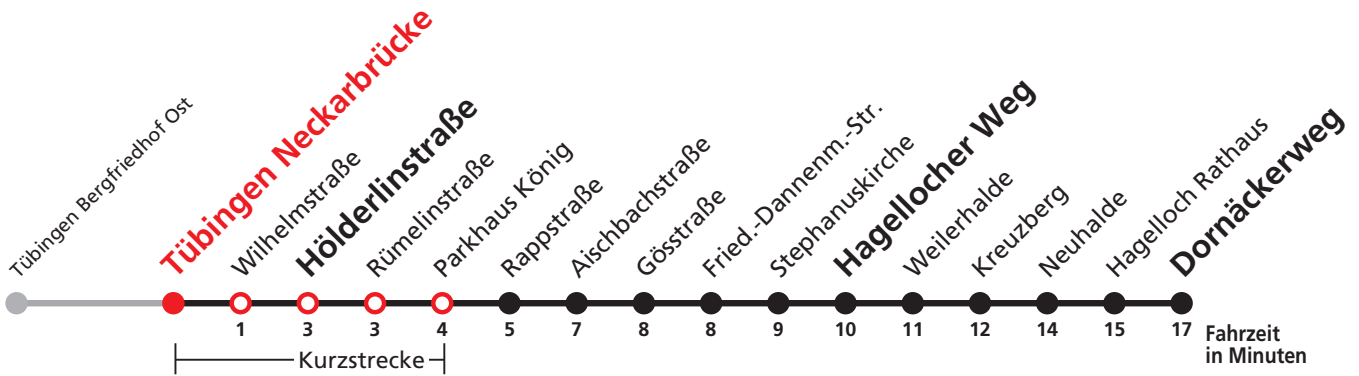 Tübingen Bergfriedhof Ost
Tübingen Neckarbrücke
Wilhelmstraße
Hölderlinstraße
Rümelinstraße
Parkhaus König
Rappstraße
Aischbachstraße
Gösstraße
Fried.-Dannenm.-Str.
Stephanuskirche
Hagellocher Weg
Weilerhalde
Kreuzberg
Neuhalde
Hagelloch Rathaus
Dornäckerweg
1 3 3 4 5 7 8 8 9 10 11 12 14 15 17
Fahrzeit
in Minuten
Kurzstrecke